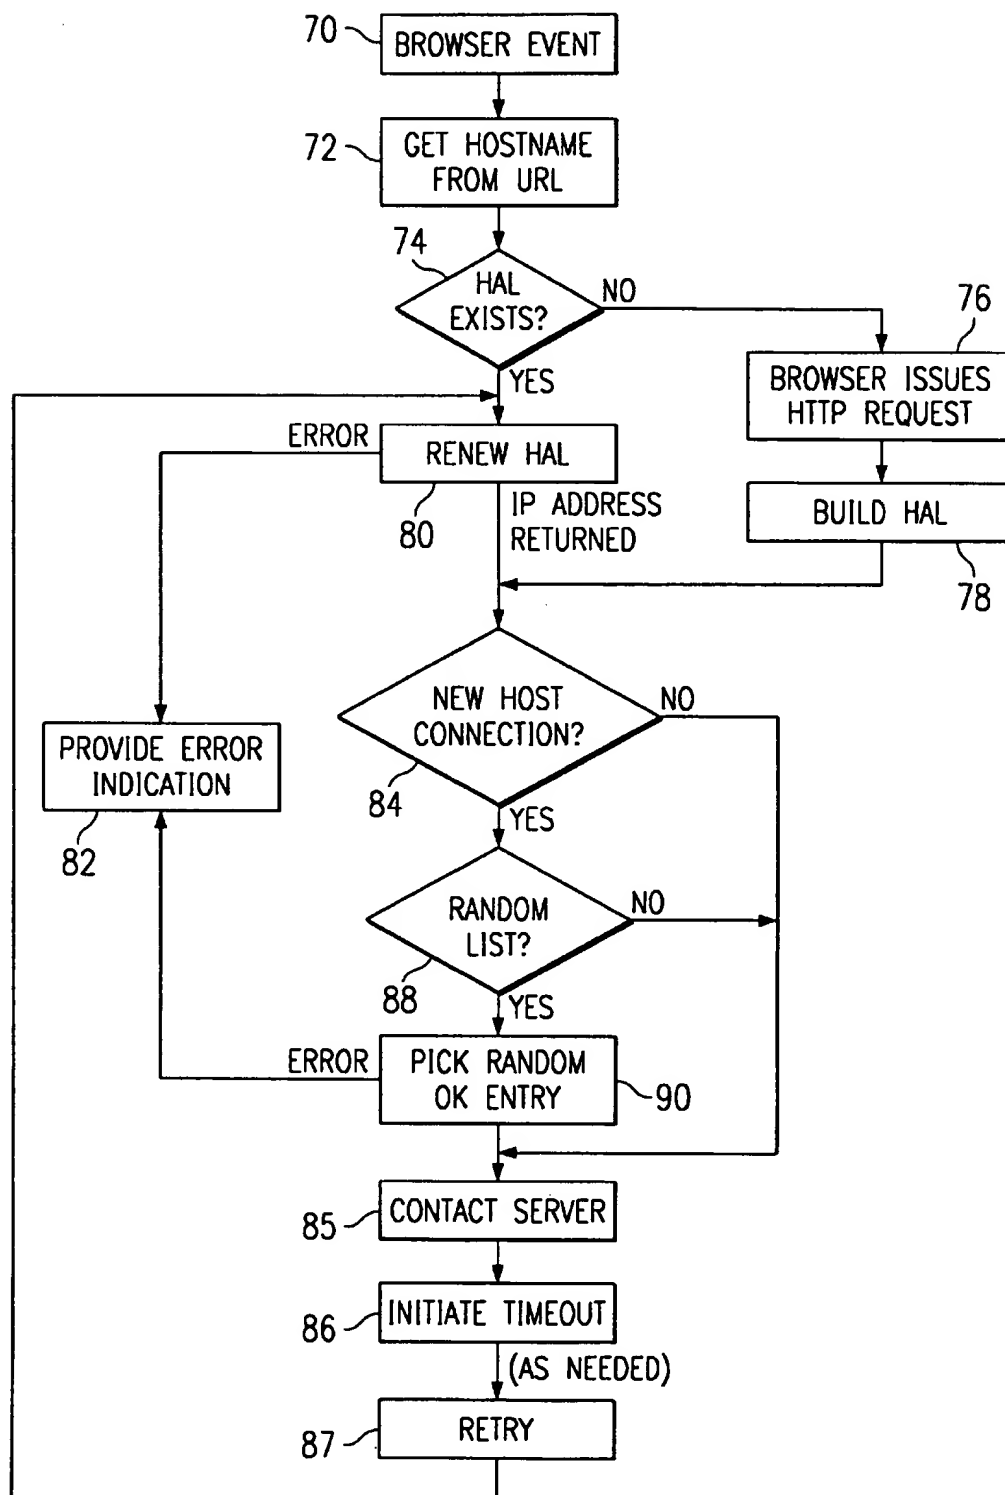 70
BROWSER EVENT
72
GET HOSTNAME
FROM URL
74
HAL
EXISTS?
NO
76
BROWSER ISSUES
HTTP REQUEST
YES
ERROR
RENEW HAL
80
IP ADDRESS
RETURNED
BUILD HAL
78
NEW HOST
CONNECTION?
NO
84
PROVIDE ERROR
INDICATION
82
YES
RANDOM
LIST?
NO
88
YES
ERROR
PICK RANDOM
OK ENTRY
90
85
CONTACT SERVER
86
INITIATE TIMEOUT
(AS NEEDED)
87
RETRY